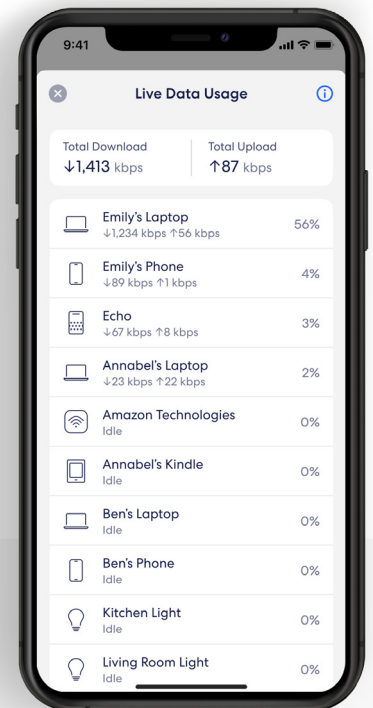 9:41
Live Data Usage
Total Download
Total Upload
↓1,413 kbps
↑87 kbps
Emily's Laptop
↓1,234 kbps ↑56 kbps
56%
Emily's Phone
↓89 kbps ↑1 kbps
4%
Echo
↓67 kbps ↑8 kbps
3%
Annabel's Laptop
↓23 kbps ↑22 kbps
2%
Amazon Technologies
Idle
0%
Annabel's Kindle
Idle
0%
Ben's Laptop
Idle
0%
Ben's Phone
Idle
0%
Kitchen Light
Idle
0%
Living Room Light
Idle
0%